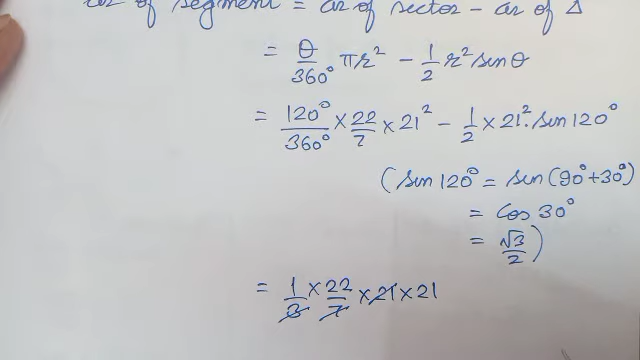 ar of segment = ar of sector - ar of Δ
= θ/360° πr² - 1/2 r² sinθ
= 120°/360° × 22/7 × 21² - 1/2 × 21². sin 120°
(sin 120° = sin (90° + 30°)
= cos 30°
= √3/2)
= 1/3 × 22/7 × 21 × 21